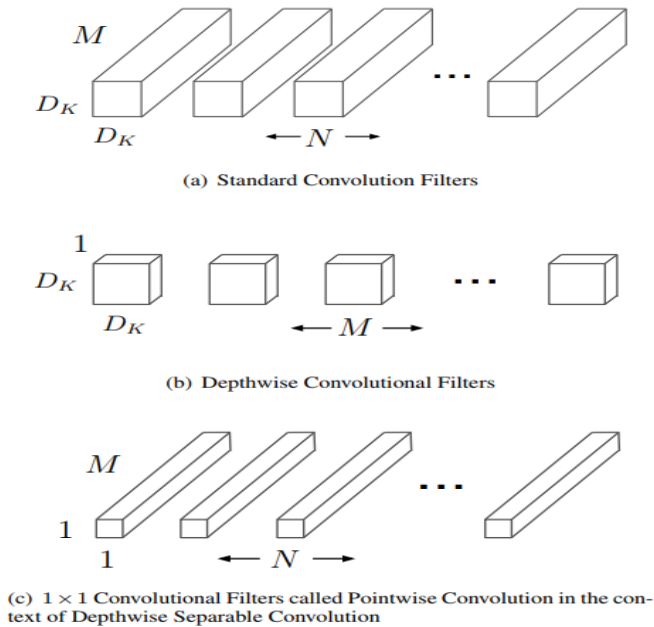 M
D_K
D_K
N
...
(a) Standard Convolution Filters
1
D_K
D_K
M
...
(b) Depthwise Convolutional Filters
M
1
1
N
...
(c) 1 × 1 Convolutional Filters called Pointwise Convolution in the con-
text of Depthwise Separable Convolution